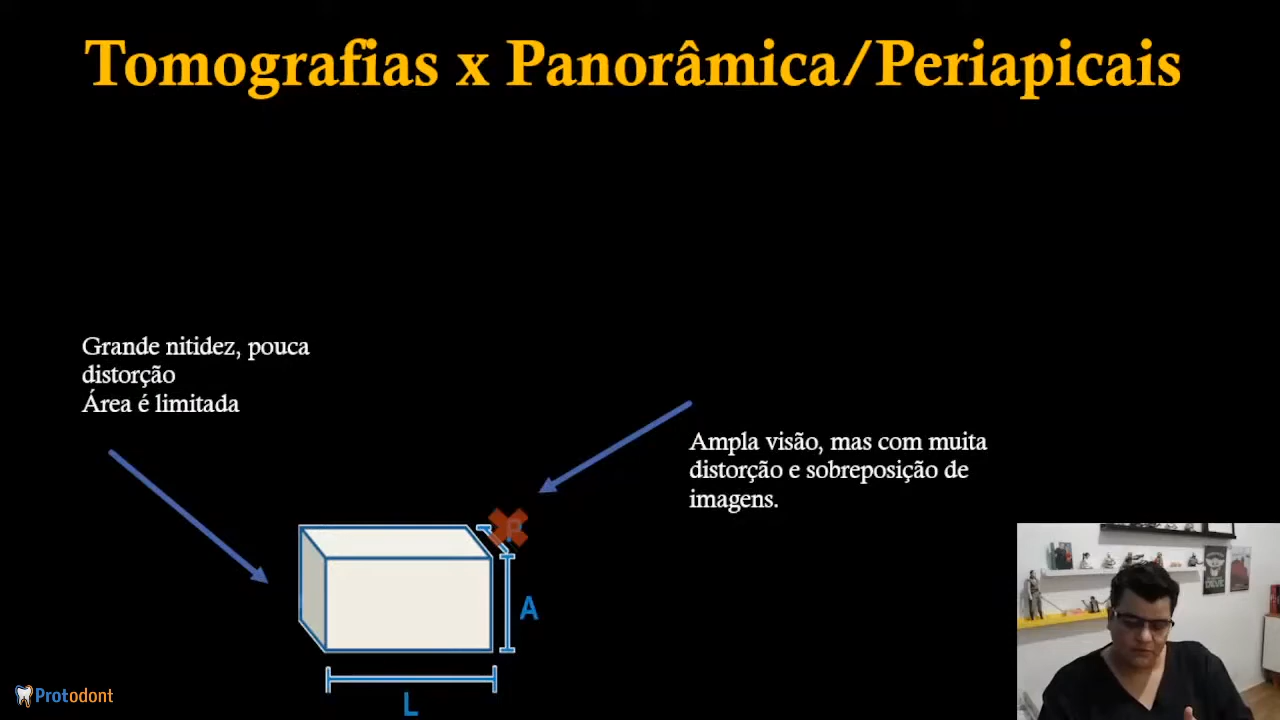 Tomografias x Panorâmica/Periapicais
Grande nitidez, pouca
distorção
Área é limitada
Ampla visão, mas com muita
distorção e sobreposição de
imagens.
P
A
L
Protodont